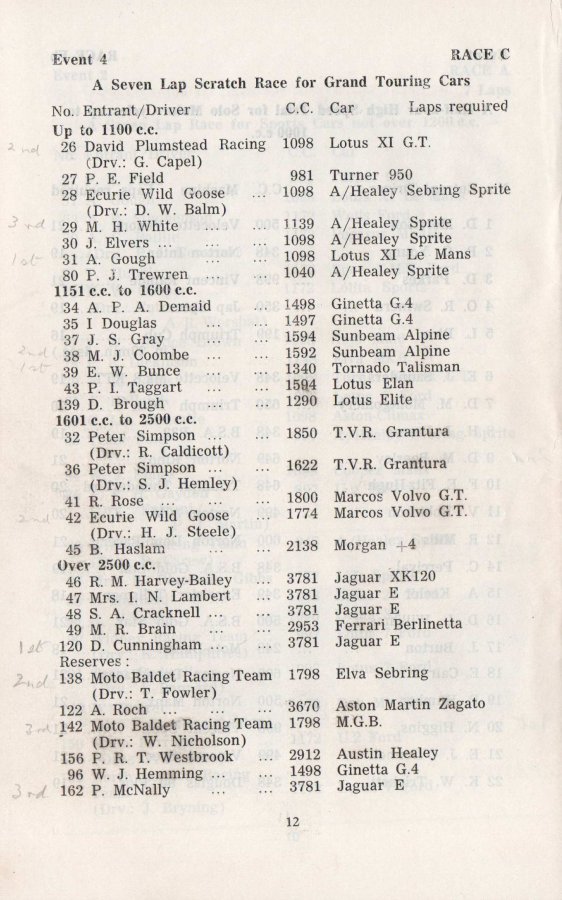 Event 4 RACE C
A Seven Lap Scratch Race for Grand Touring Cars
No. Entrant/Driver C.C. Car Laps required
Up to 1100 c.c.
2nd 26 David Plumstead Racing 1098 Lotus XI G.T.
(Drv.: G. Capel)
27 P. E. Field 981 Turner 950
28 Ecurie Wild Goose ... 1098 A/Healey Sebring Sprite
(Drv.: D. W. Balm)
3rd 29 M. H. White ... ... 1139 A/Healey Sprite
30 J. Elvers ... ... ... 1098 A/Healey Sprite
1st 31 A. Gough ... ... 1098 Lotus XI Le Mans
80 P. J. Trewren ... ... 1040 A/Healey Sprite
1151 c.c. to 1600 c.c.
34 A. P. A. Demaid ... 1498 Ginetta G.4
35 I Douglas ... ... 1497 Ginetta G.4
37 J. S. Gray ... ... 1594 Sunbeam Alpine
2nd 38 M. J. Coombe ... ... 1592 Sunbeam Alpine
1st 39 E. W. Bunce ... ... 1340 Tornado Talisman
43 P. I. Taggart ... ... 1594 Lotus Elan
139 D. Brough ... ... 1290 Lotus Elite
1601 c.c. to 2500 c.c.
32 Peter Simpson ... ... 1850 T.V.R. Grantura
(Drv.: R. Caldicott)
36 Peter Simpson ... ... 1622 T.V.R. Grantura
(Drv.: S. J. Hemley)
41 R. Rose ... ... ... 1800 Marcos Volvo G.T.
2nd 42 Ecurie Wild Goose ... 1774 Marcos Volvo G.T.
(Drv.: H. J. Steele)
45 B. Haslam ... ... 2138 Morgan +4
Over 2500 c.c.
46 R. M. Harvey-Bailey ... 3781 Jaguar XK120
47 Mrs. I. N. Lambert ... 3781 Jaguar E
48 S. A. Cracknell ... ... 3781 Jaguar E
49 M. R. Brain ... ... 2953 Ferrari Berlinetta
1st 120 D. Cunningham ... ... 3781 Jaguar E
Reserves :
2nd 138 Moto Baldet Racing Team 1798 Elva Sebring
(Drv.: T. Fowler)
122 A. Roch ... ... ... 3670 Aston Martin Zagato
3rd 142 Moto Baldet Racing Team 1798 M.G.B.
(Drv.: W. Nicholson)
156 P. R. T. Westbrook ... 2912 Austin Healey
96 W. J. Hemming ... ... 1498 Ginetta G.4
3rd 162 P. McNally ... ... 3781 Jaguar E
12